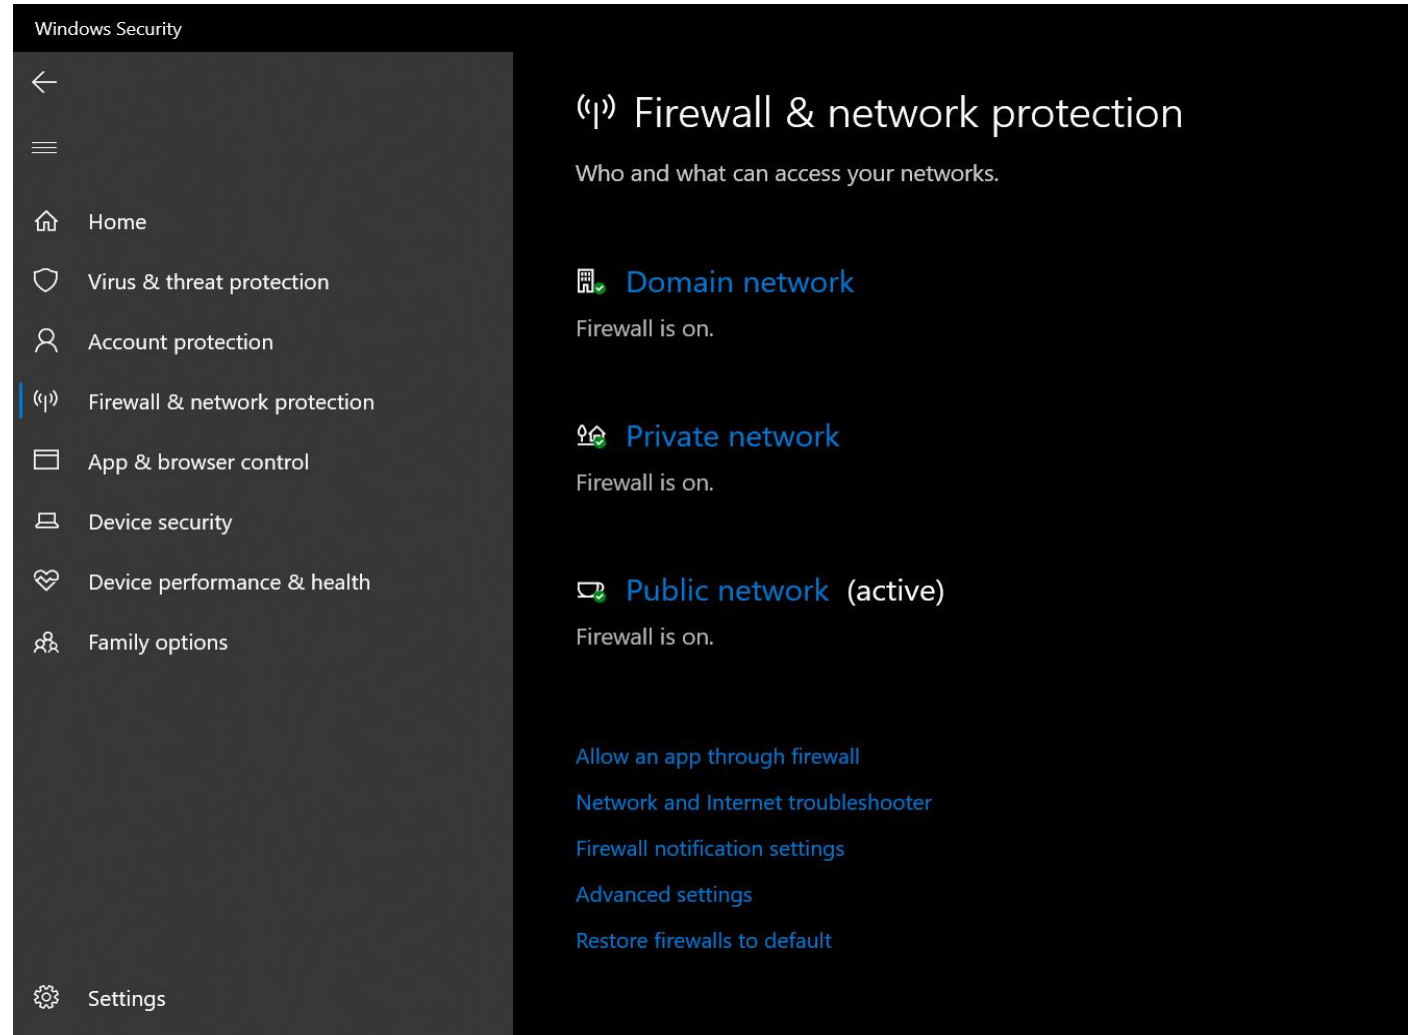 Windows Security
Home
Virus & threat protection
Account protection
Firewall & network protection
App & browser control
Device security
Device performance & health
Family options
Settings
Firewall & network protection
Who and what can access your networks.
Domain network
Firewall is on.
Private network
Firewall is on.
Public network (active)
Firewall is on.
Allow an app through firewall
Network and Internet troubleshooter
Firewall notification settings
Advanced settings
Restore firewalls to default